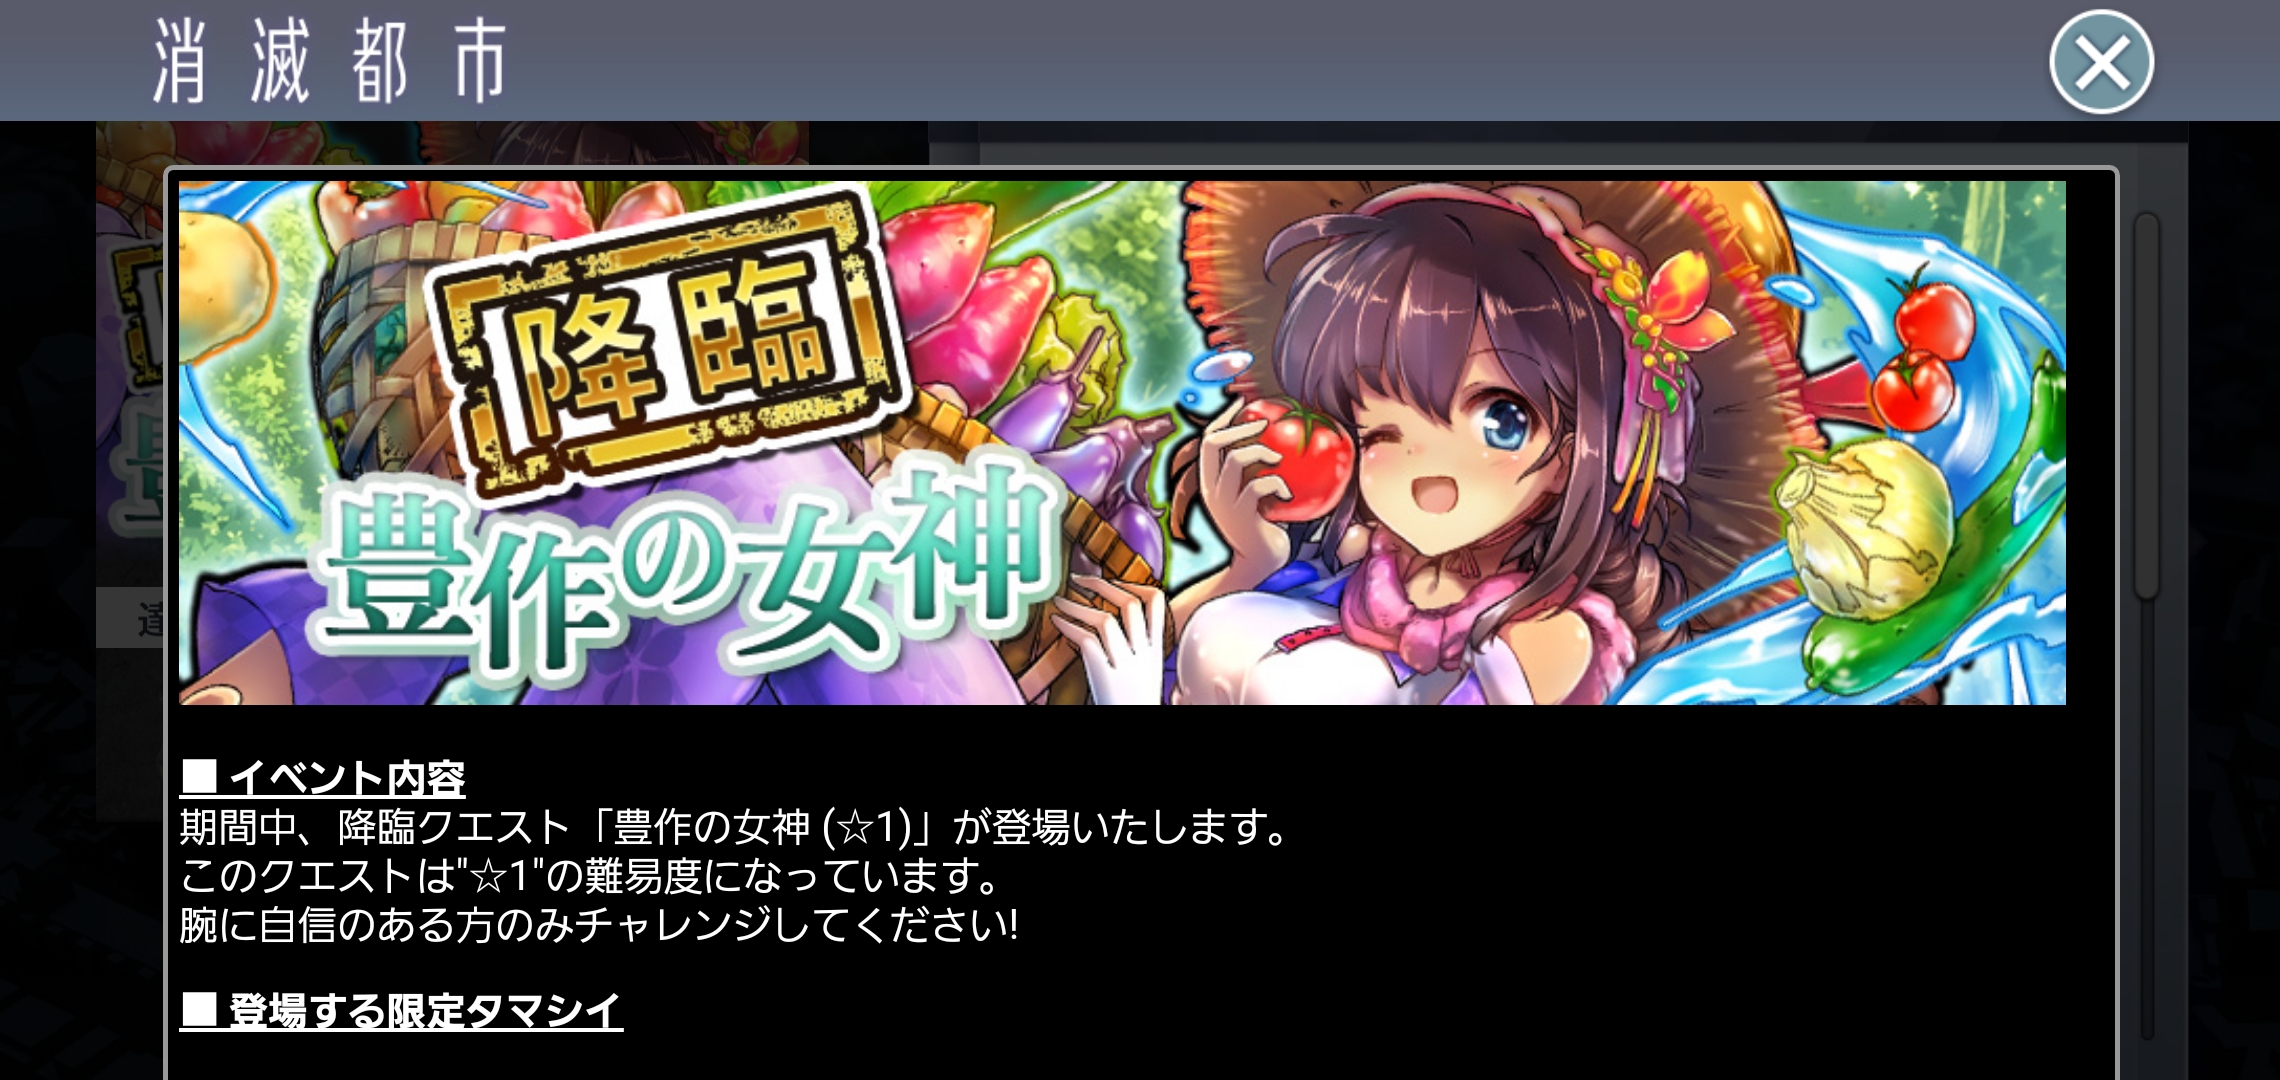 消滅都市
降臨
豊作の女神
■ イベント内容
期間中、降臨クエスト「豊作の女神 (☆1)」が登場いたします。
このクエストは"☆1"の難易度になっています。
腕に自信のある方のみチャレンジしてください!
■ 登場する限定タマシイ